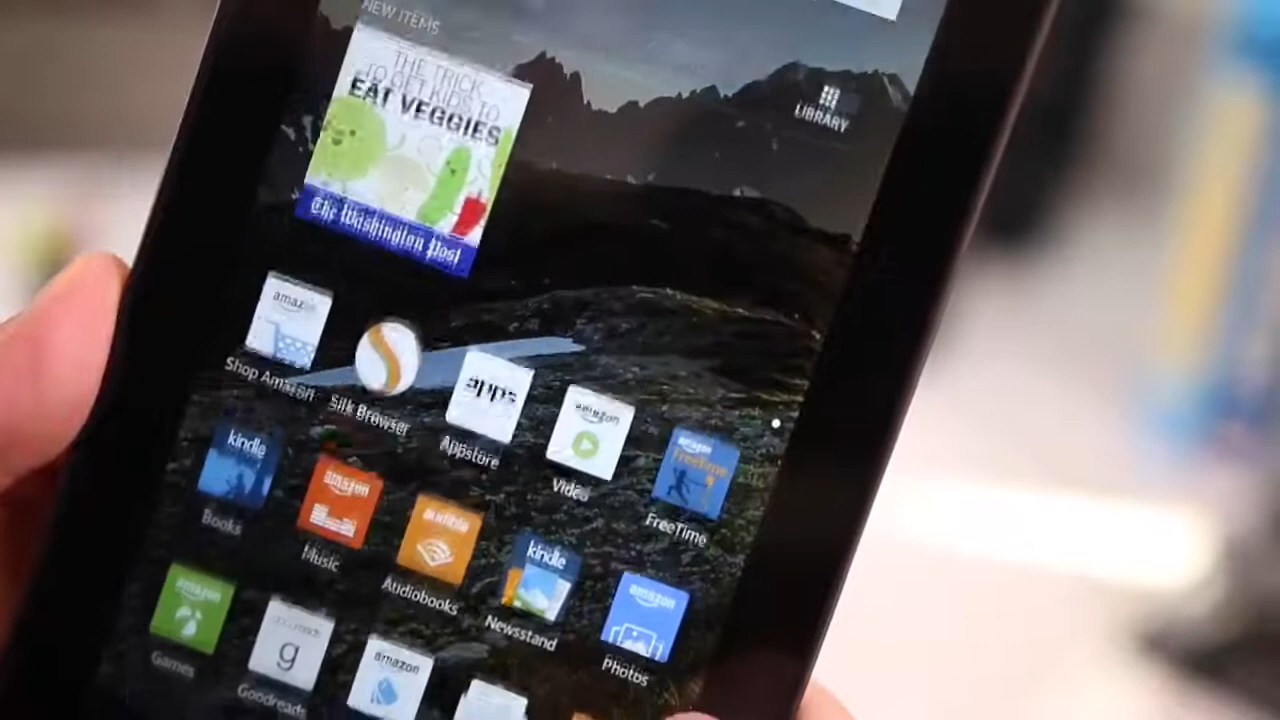 NEW ITEMS
THE TRICK
TO GET KIDS TO
EAT VEGGIES
The Washington Post
LIBRARY
amazon
Shop Amazon
Silk Browser
apps
Appstore
amazon
Video
amazon
FreeTime
FreeTime
kindle
Books
amazon
Music
audible
Audiobooks
kindle
Newsstand
amazon
Photos
amazon
Games
goodreads
g
Goodreads
amazon